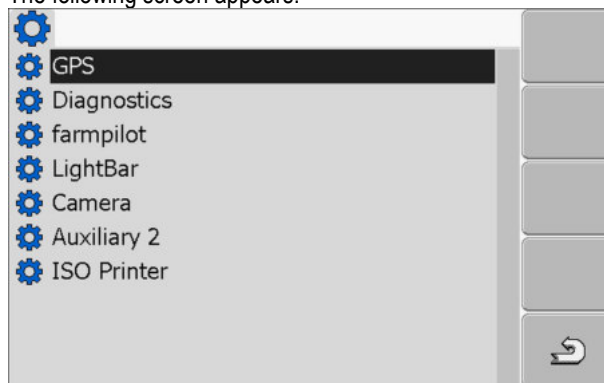 The following screen appears:
GPS
Diagnostics
farmpilot
LightBar
Camera
Auxiliary 2
ISO Printer